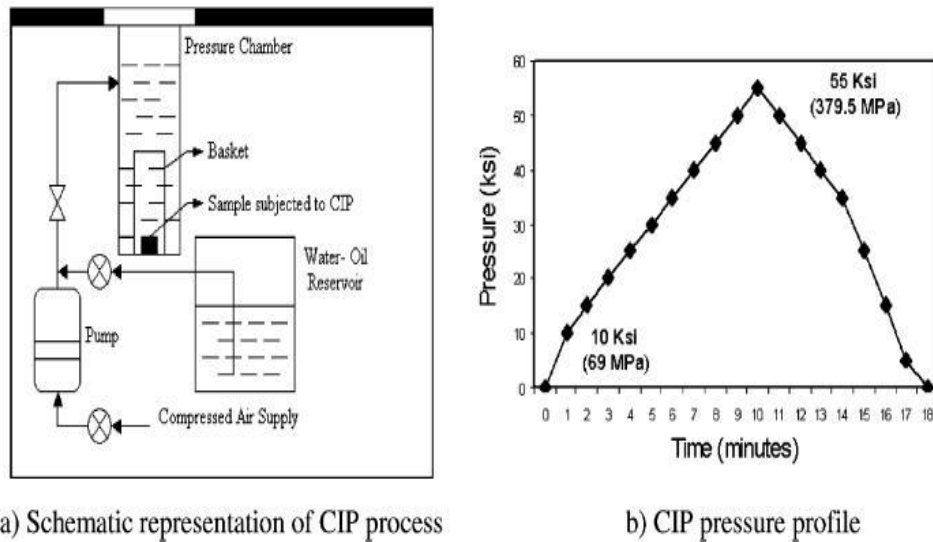 Pressure Chamber
Basket
Sample subjected to CIP
Water- Oil
Reservoir
Pump
Compressed Air Supply
a) Schematic representation of CIP process
60
50
40
30
20
10
0
Pressure (ksi)
55 Ksi
(379.5 MPa)
10 Ksi
(69 MPa)
0 1 2 3 4 5 6 7 8 9 10 11 12 13 14 15 16 17 18
Time (minutes)
b) CIP pressure profile